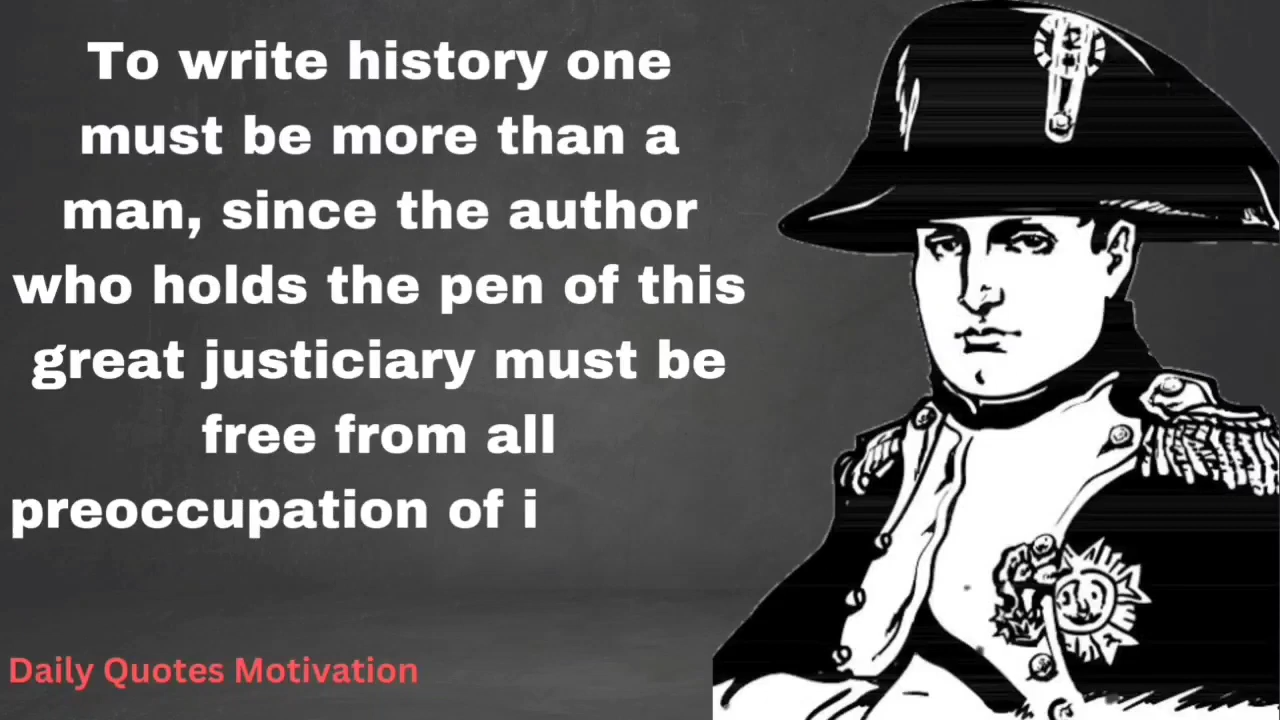 To write history one
must be more than a
man, since the author
who holds the pen of this
great justiciary must be
free from all
preoccupation of i
Daily Quotes Motivation